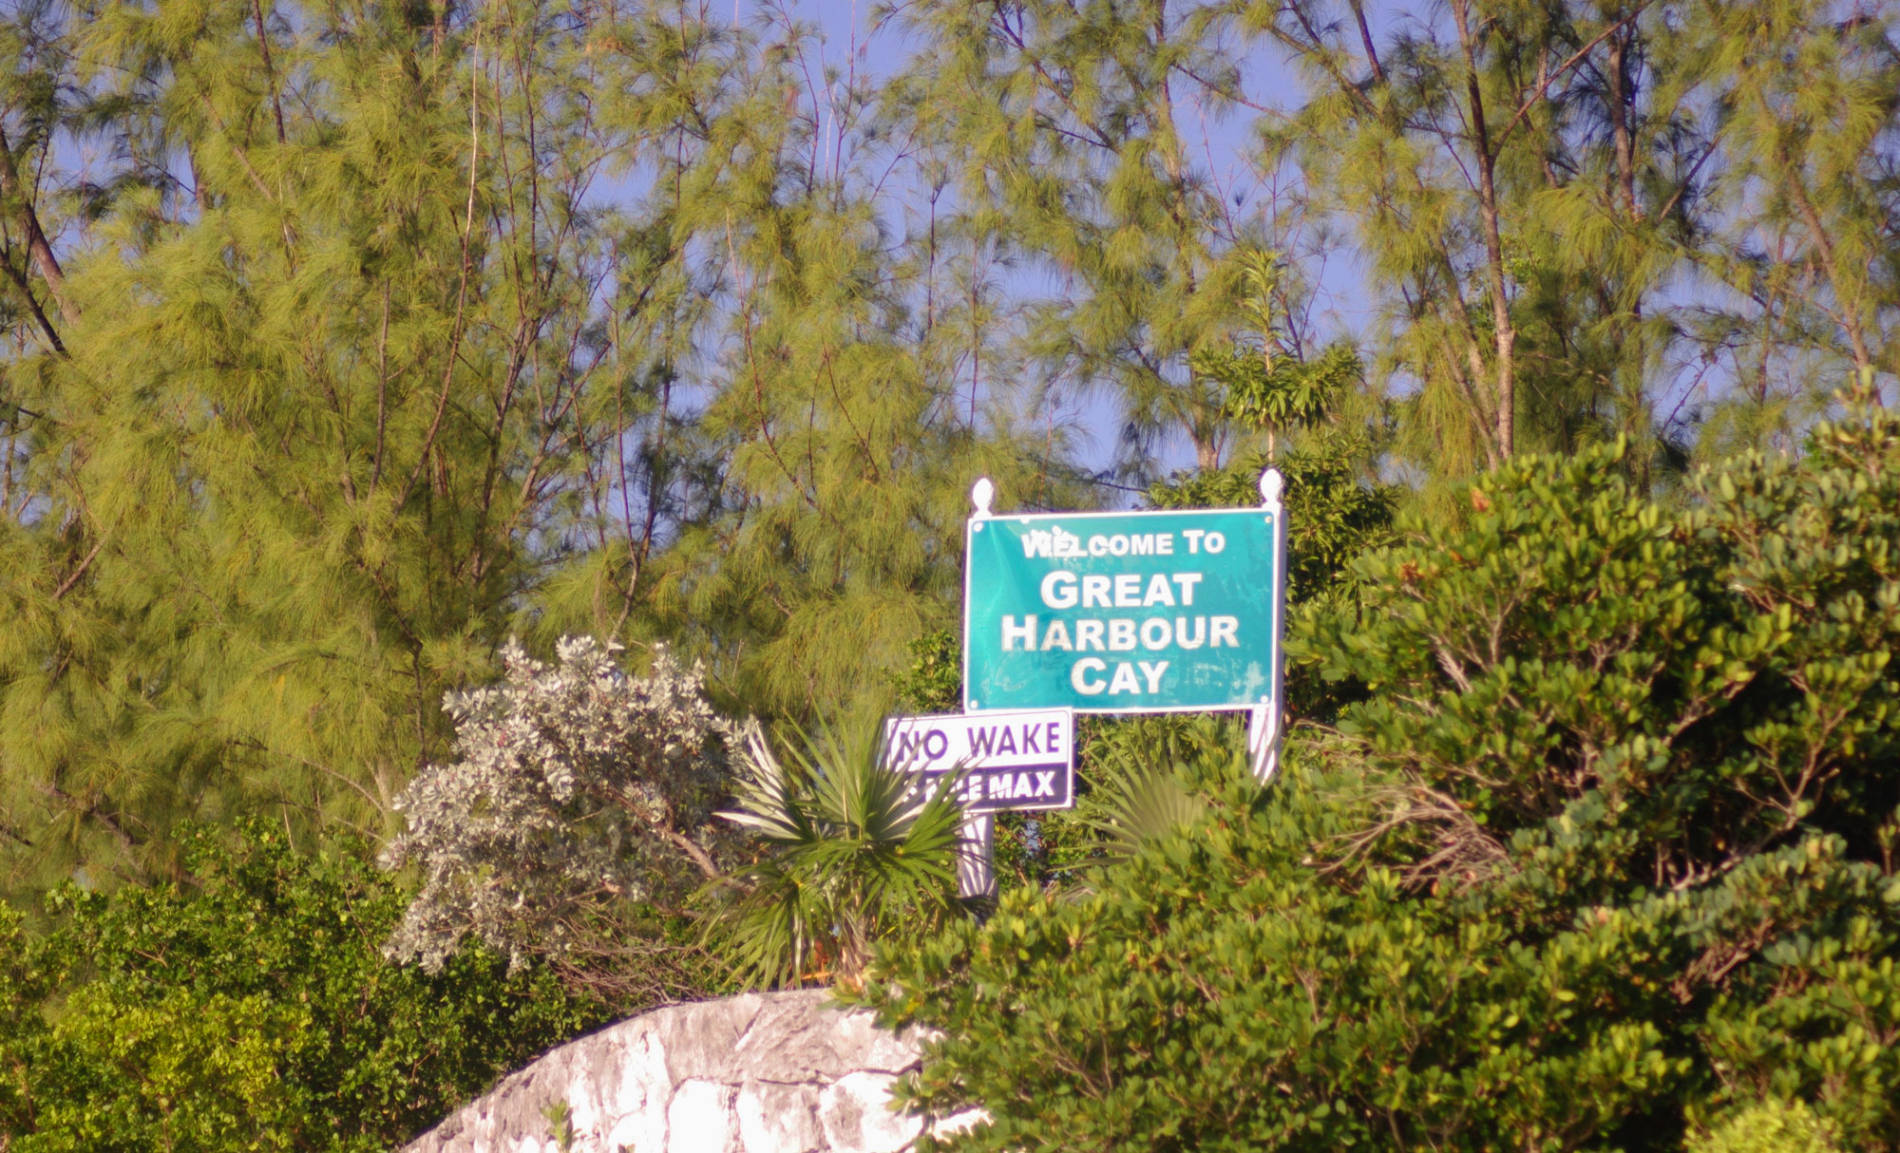 WELCOME TO
GREAT
HARBOUR
CAY
NO WAKE
MAX